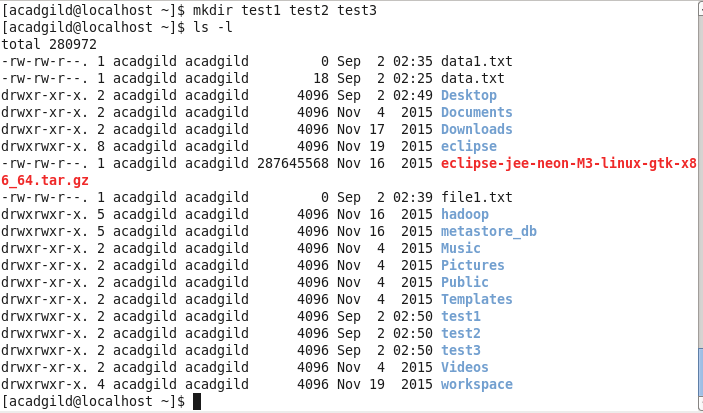 [acadgild@localhost ~]$ mkdir test1 test2 test3
[acadgild@localhost ~]$ ls -l
total 280972
-rw-rw-r--. 1 acadgild acadgild         0 Sep  2 02:35 data1.txt
-rw-rw-r--. 1 acadgild acadgild        18 Sep  2 02:25 data.txt
drwxr-xr-x. 2 acadgild acadgild      4096 Sep  2 02:49 Desktop
drwxr-xr-x. 2 acadgild acadgild      4096 Nov  4  2015 Documents
drwxr-xr-x. 2 acadgild acadgild      4096 Nov 17  2015 Downloads
drwxrwxr-x. 8 acadgild acadgild      4096 Nov 19  2015 eclipse
-rw-rw-r--. 1 acadgild acadgild 287645568 Nov 16  2015 eclipse-jee-neon-M3-linux-gtk-x8
6_64.tar.gz
-rw-rw-r--. 1 acadgild acadgild         0 Sep  2 02:39 file1.txt
drwxrwxr-x. 5 acadgild acadgild      4096 Nov 16  2015 hadoop
drwxrwxr-x. 5 acadgild acadgild      4096 Nov 16  2015 metastore_db
drwxr-xr-x. 2 acadgild acadgild      4096 Nov  4  2015 Music
drwxr-xr-x. 2 acadgild acadgild      4096 Nov  4  2015 Pictures
drwxr-xr-x. 2 acadgild acadgild      4096 Nov  4  2015 Public
drwxr-xr-x. 2 acadgild acadgild      4096 Nov  4  2015 Templates
drwxrwxr-x. 2 acadgild acadgild      4096 Sep  2 02:50 test1
drwxrwxr-x. 2 acadgild acadgild      4096 Sep  2 02:50 test2
drwxrwxr-x. 2 acadgild acadgild      4096 Sep  2 02:50 test3
drwxr-xr-x. 2 acadgild acadgild      4096 Nov  4  2015 Videos
drwxrwxr-x. 4 acadgild acadgild      4096 Nov 19  2015 workspace
[acadgild@localhost ~]$